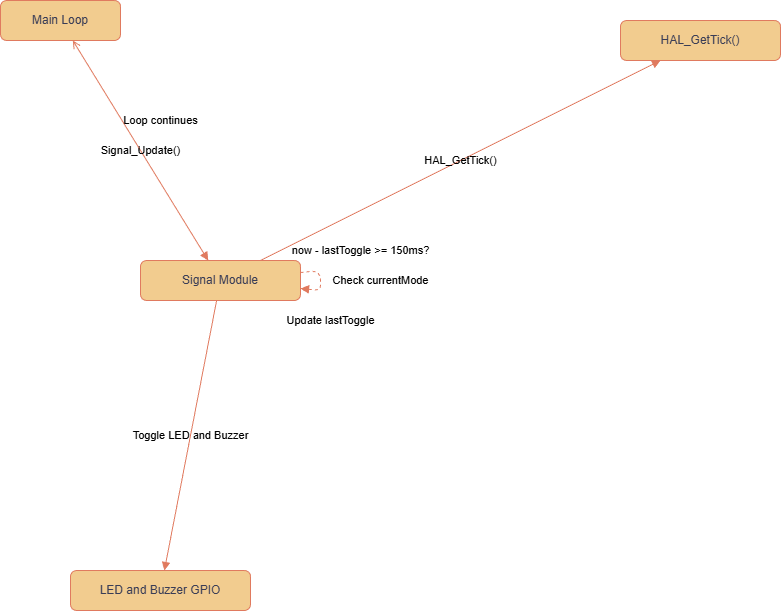 Main Loop
HAL_GetTick()
Loop continues
Signal_Update()
HAL_GetTick()
now - lastToggle >= 150ms?
Signal Module
Check currentMode
Update lastToggle
Toggle LED and Buzzer
LED and Buzzer GPIO